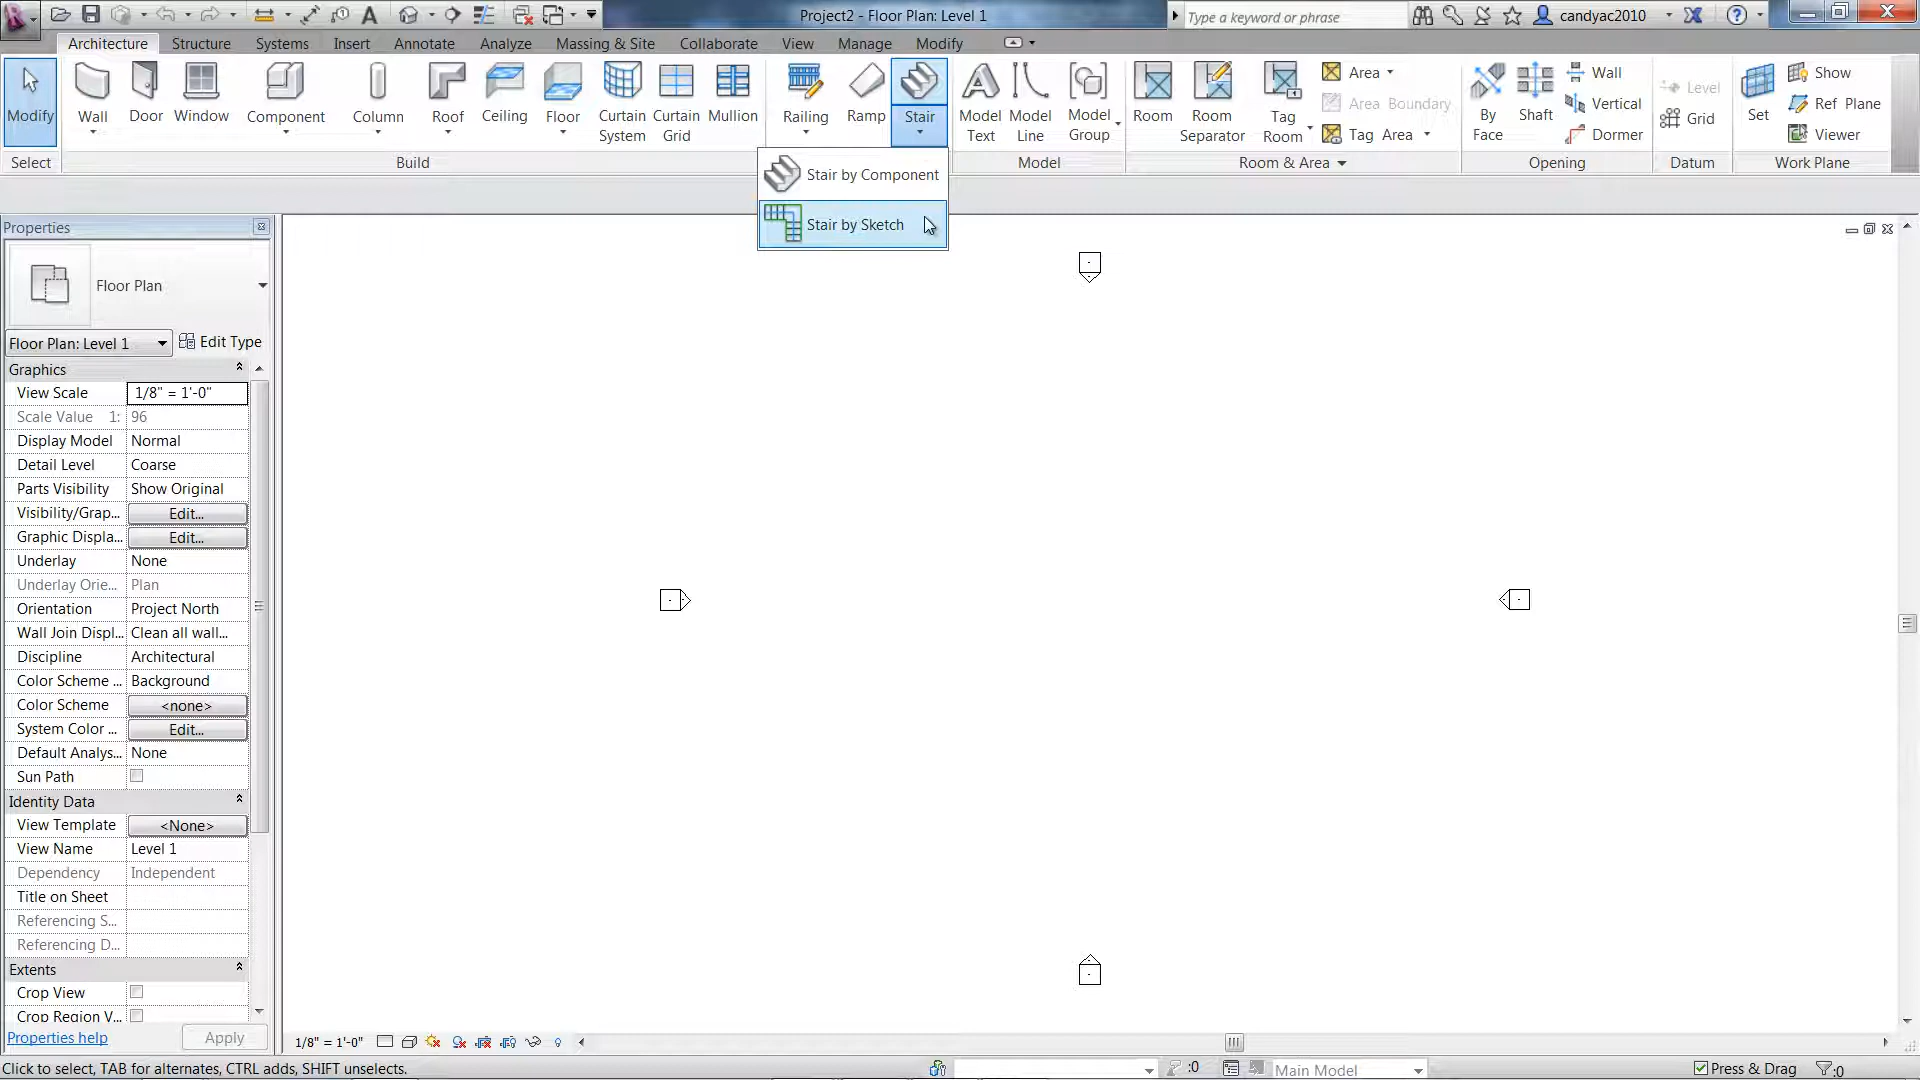 Project2 - Floor Plan: Level 1
Type a keyword or phrase
candyac2010
Architecture Structure Systems Insert Annotate Analyze Massing & Site Collaborate View Manage Modify
Modify
Wall
Door
Window
Component
Column
Roof
Ceiling
Floor
Curtain System
Curtain Grid
Mullion
Railing
Ramp
Stair
Model Text
Model Line
Model Group
Room
Room Separator
Tag Room
Area
Area Boundary
Tag Area
By Face
Shaft
Wall
Vertical
Dormer
Level
Grid
Set
Show
Ref Plane
Viewer
Select Build Model Room & Area Opening Datum Work Plane
Stair by Component
Stair by Sketch
Properties
Floor Plan
Floor Plan: Level 1 Edit Type
Graphics
View Scale 1/8" = 1'-0"
Scale Value 1: 96
Display Model Normal
Detail Level Coarse
Parts Visibility Show Original
Visibility/Grap... Edit...
Graphic Displa... Edit...
Underlay None
Underlay Orie... Plan
Orientation Project North
Wall Join Displ... Clean all wall...
Discipline Architectural
Color Scheme ... Background
Color Scheme <none>
System Color ... Edit...
Default Analys... None
Sun Path
Identity Data
View Template <None>
View Name Level 1
Dependency Independent
Title on Sheet
Referencing S...
Referencing D...
Extents
Crop View
Crop Region V...
Properties help Apply
1/8" = 1'-0"
Click to select, TAB for alternates, CTRL adds, SHIFT unselects.
:0
Main Model
Press & Drag
:0